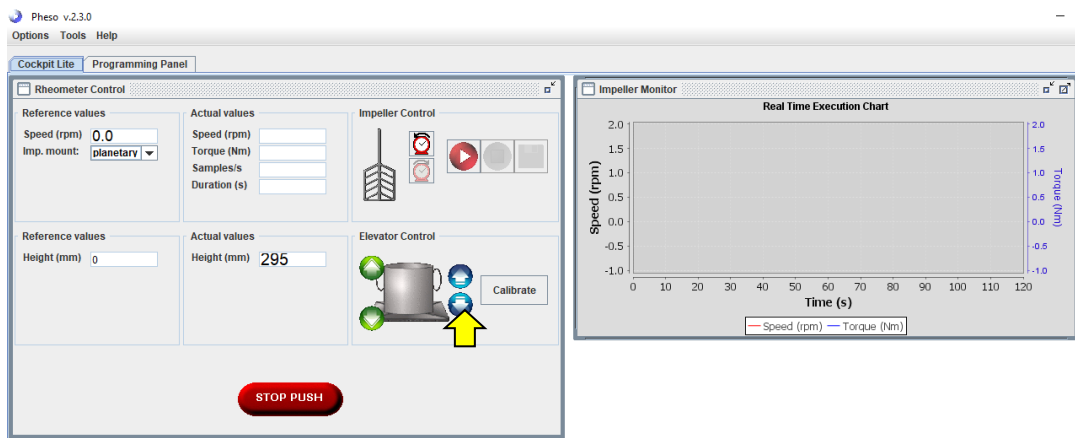 Pheso v.2.3.0
Options Tools Help
Cockpit Lite Programming Panel
Rheometer Control
Reference values Actual values Impeller Control
Speed (rpm) 0.0 Speed (rpm)
Imp. mount: planetary Torque (Nm)
Samples/s
Duration (s)
Reference values Actual values Elevator Control
Height (mm) 0 Height (mm) 295
Calibrate
STOP PUSH
Impeller Monitor
Real Time Execution Chart
Speed (rpm)
2.0
1.5
1.0
0.5
0.0
-0.5
-1.0
2.0
1.5
1.0
0.5
0.0
-0.5
-1.0
Torque (Nm)
0 10 20 30 40 50 60 70 80 90 100 110 120
Time (s)
Speed (rpm) Torque (Nm)